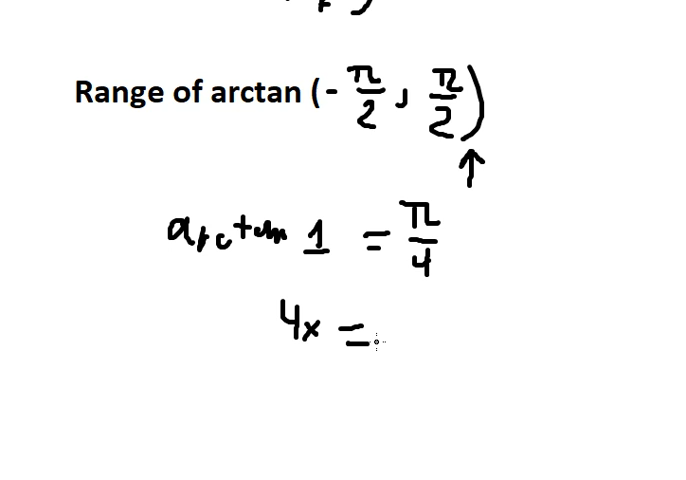 Range of arctan (- π/2 , π/2)
arctan 1 = π/4
4x =